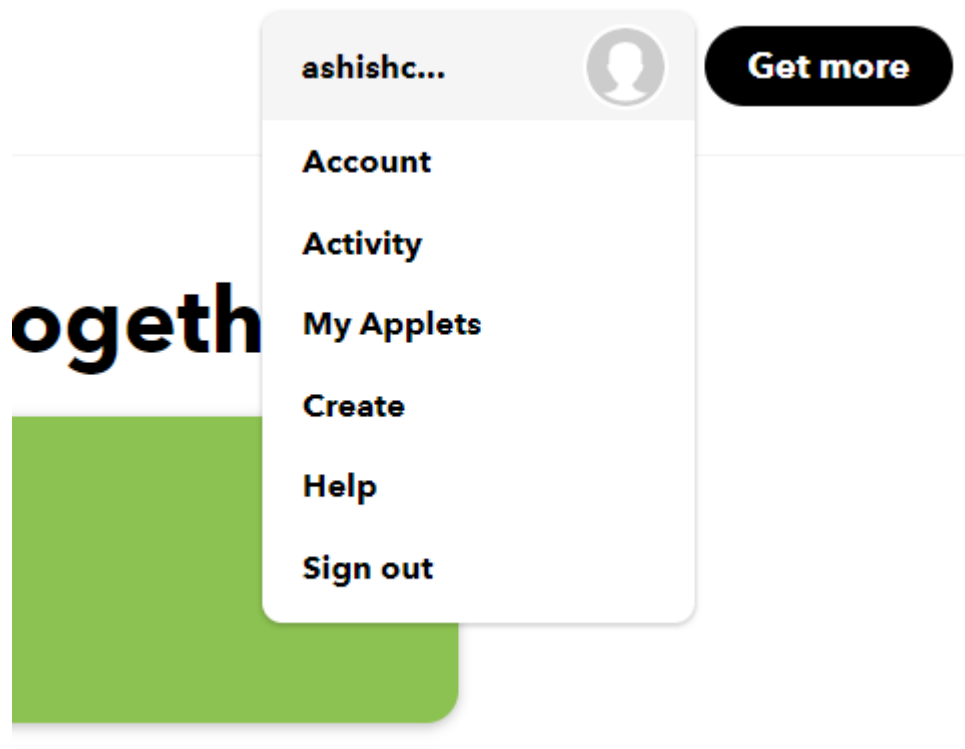 ashishc...
Get more
Account
Activity
ogeth
My Applets
Create
Help
Sign out